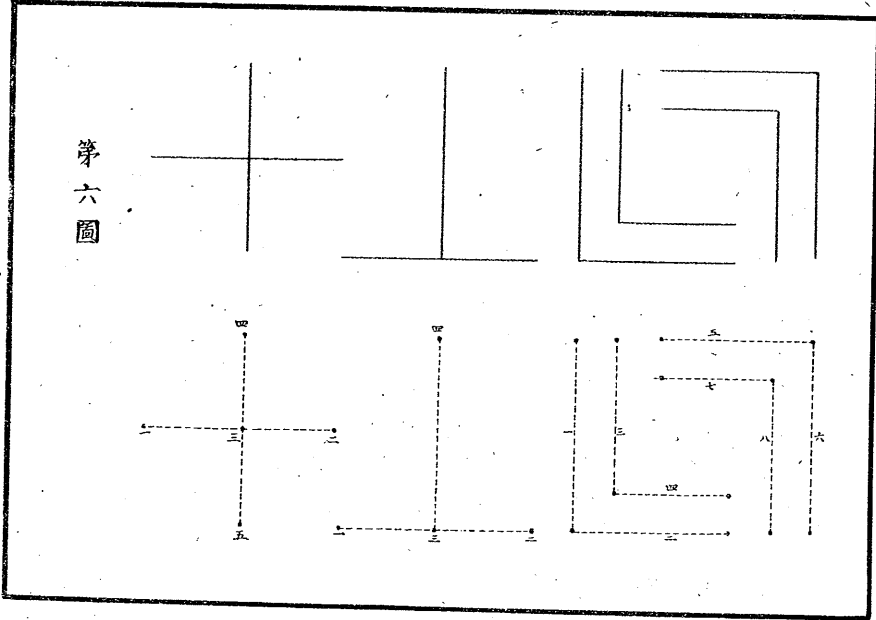 第六圖
四
一
三
二
五
四
一
三
二
一
三
四
二
五
七
八
六